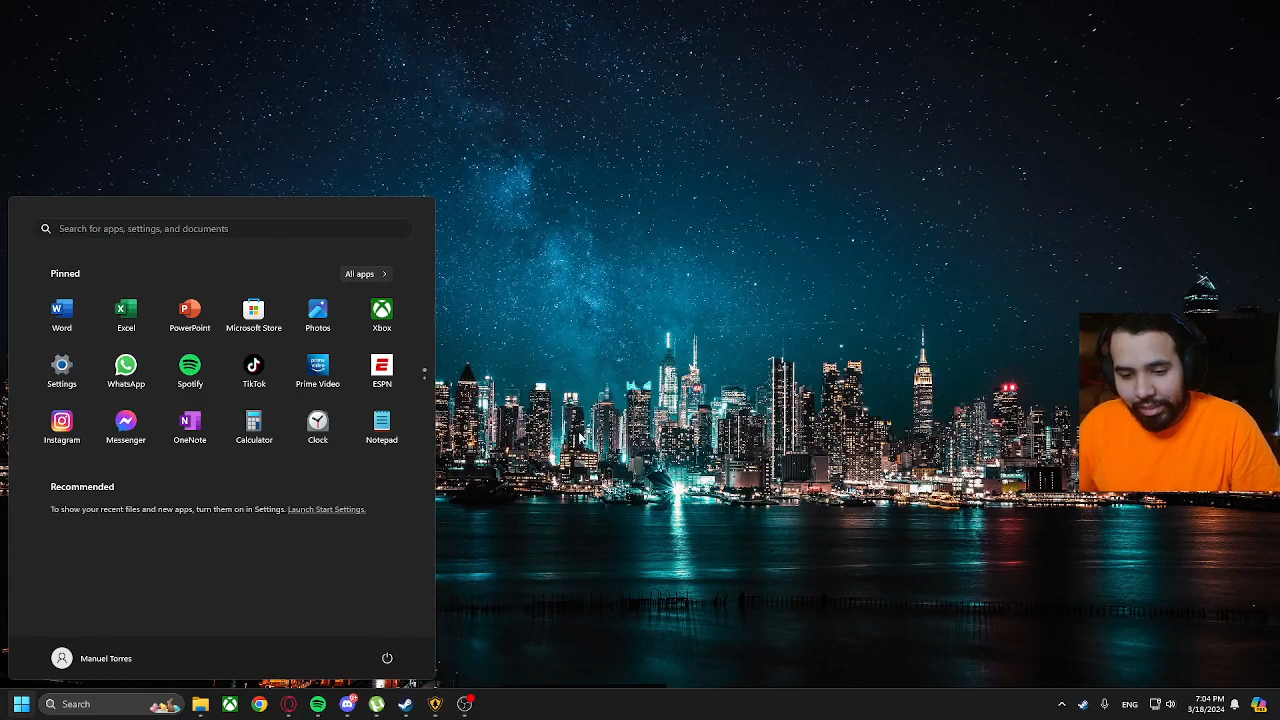 Search for apps, settings, and documents
Pinned
All apps
Word
Excel
PowerPoint
Microsoft Store
Photos
Xbox
Settings
WhatsApp
Spotify
TikTok
Prime Video
ESPN
Instagram
Messenger
OneNote
Calculator
Clock
Notepad
Recommended
To show your recent files and new apps, turn them on in Settings. Launch Start Settings.
Manuel Torres
Search
ENG
7:04 PM
3/18/2024